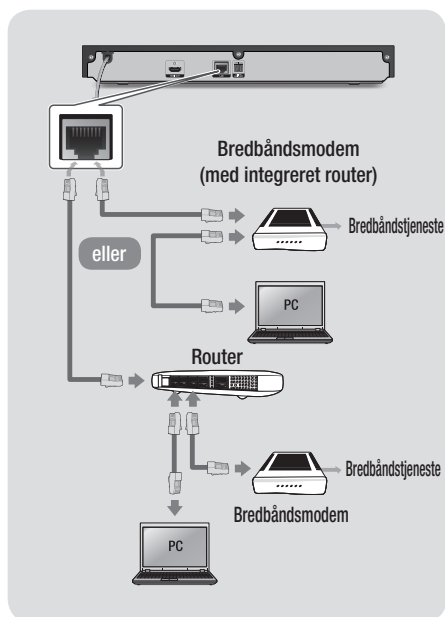 Bredbåndsmodem
(med integreret router)
Bredbåndstjeneste
eller
PC
Router
Bredbåndstjeneste
Bredbåndsmodem
PC